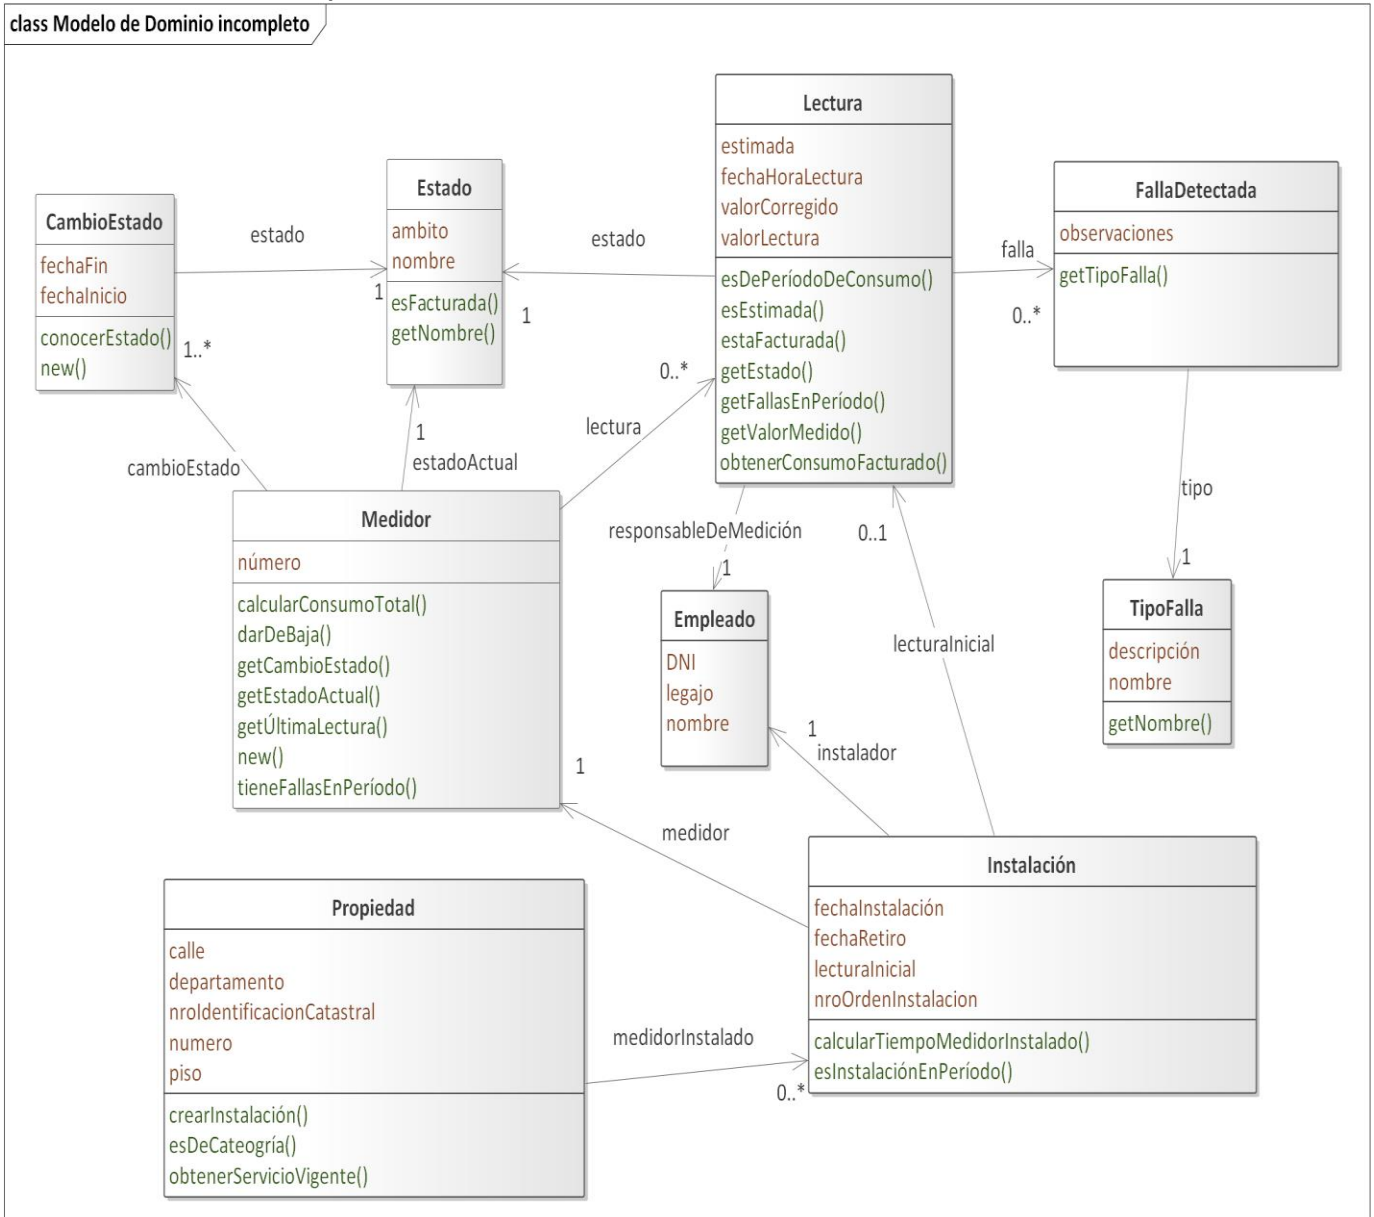 class Modelo de Dominio incompleto
Lectura
estimada
fechaHoraLectura
valorCorregido
valorLectura
esDePeríodoDeConsumo()
esEstimada()
estaFacturada()
getEstado()
getFallasEnPeríodo()
getValorMedido()
obtenerConsumoFacturado()
Estado
ambito
nombre
esFacturada()
getNombre()
FallaDetectada
observaciones
getTipoFalla()
CambioEstado
fechaFin
fechaInicio
conocerEstado()
new()
estado
1
estado
1
falla
0..*
1..*
cambioEstado
1
estadoActual
lectura
0..*
Medidor
número
calcularConsumoTotal()
darDeBaja()
getCambioEstado()
getEstadoActual()
getÚltimaLectura()
new()
tieneFallasEnPeríodo()
responsableDeMedición
1
0..1
lecturaInicial
tipo
1
Empleado
DNI
legajo
nombre
TipoFalla
descripción
nombre
getNombre()
1
instalador
1
medidor
Instalación
fechaInstalación
fechaRetiro
lecturaInicial
nroOrdenInstalacion
calcularTiempoMedidorInstalado()
esInstalaciónEnPeríodo()
Propiedad
calle
departamento
nroIdentificacionCatastral
numero
piso
crearInstalación()
esDeCateogría()
obtenerServicioVigente()
medidorInstalado
0..*